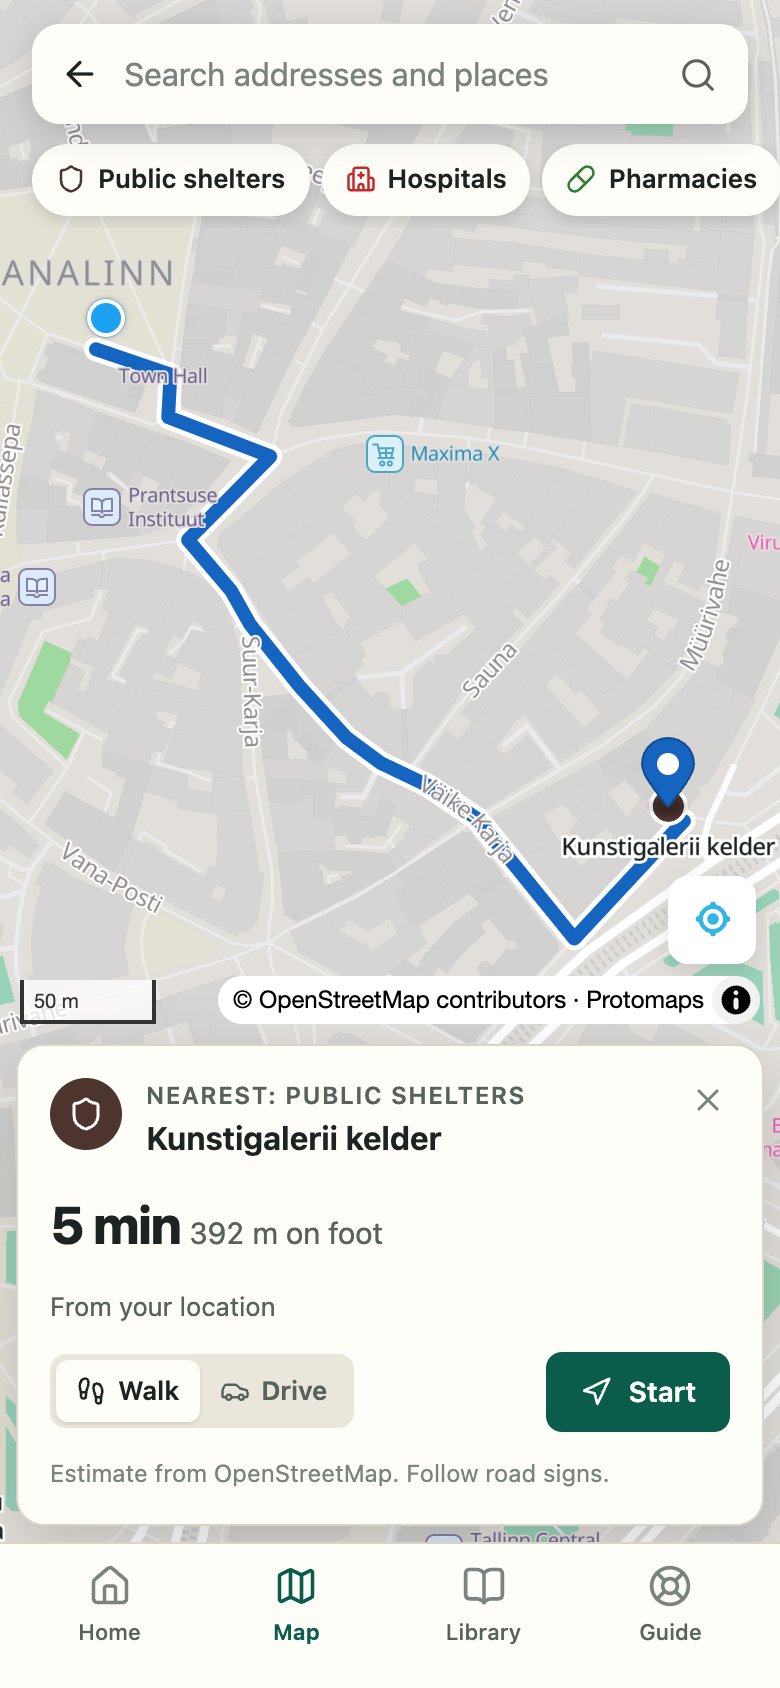 Search addresses and places
Public shelters
Hospitals
Pharmacies
ANALINN
Town Hall
Maxima X
Prantsuse
Instituut
Viru
a
a
Müürivahe
Sauna
Suur-Karja
Väike-Karja
Vana-Posti
Kunstigalerii kelder
50 m
© OpenStreetMap contributors · Protomaps
NEAREST: PUBLIC SHELTERS
Kunstigalerii kelder
5 min 392 m on foot
From your location
Walk
Drive
Start
Estimate from OpenStreetMap. Follow road signs.
Tallinn Central
Home
Map
Library
Guide